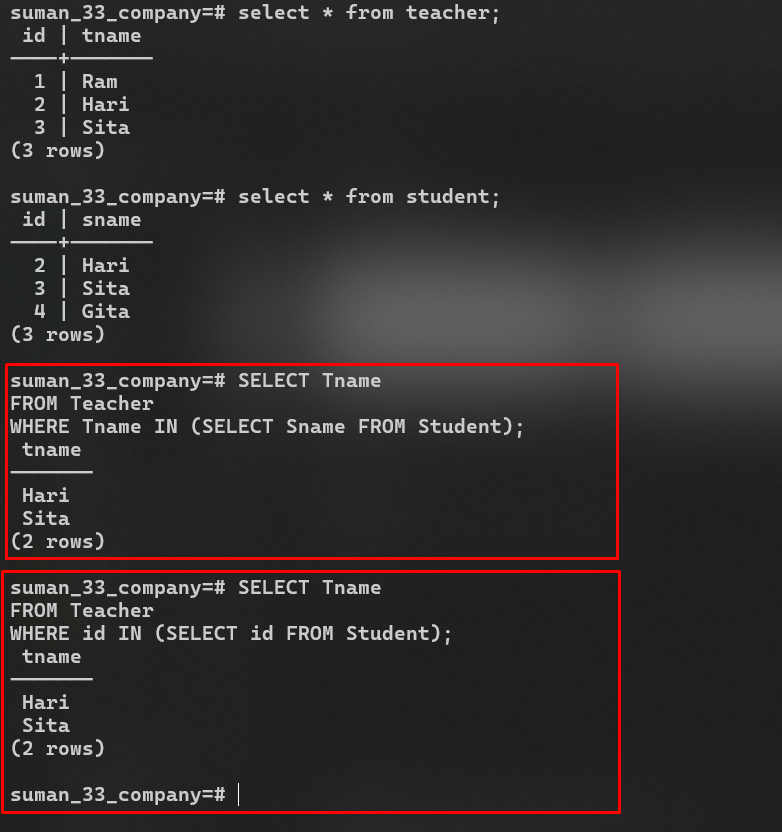 suman_33_company=# select * from teacher;
 id | tname
----+-------
  1 | Ram
  2 | Hari
  3 | Sita
(3 rows)

suman_33_company=# select * from student;
 id | sname
----+-------
  2 | Hari
  3 | Sita
  4 | Gita
(3 rows)

suman_33_company=# SELECT Tname
FROM Teacher
WHERE Tname IN (SELECT Sname FROM Student);
 tname
-------
 Hari
 Sita
(2 rows)

suman_33_company=# SELECT Tname
FROM Teacher
WHERE id IN (SELECT id FROM Student);
 tname
-------
 Hari
 Sita
(2 rows)

suman_33_company=#